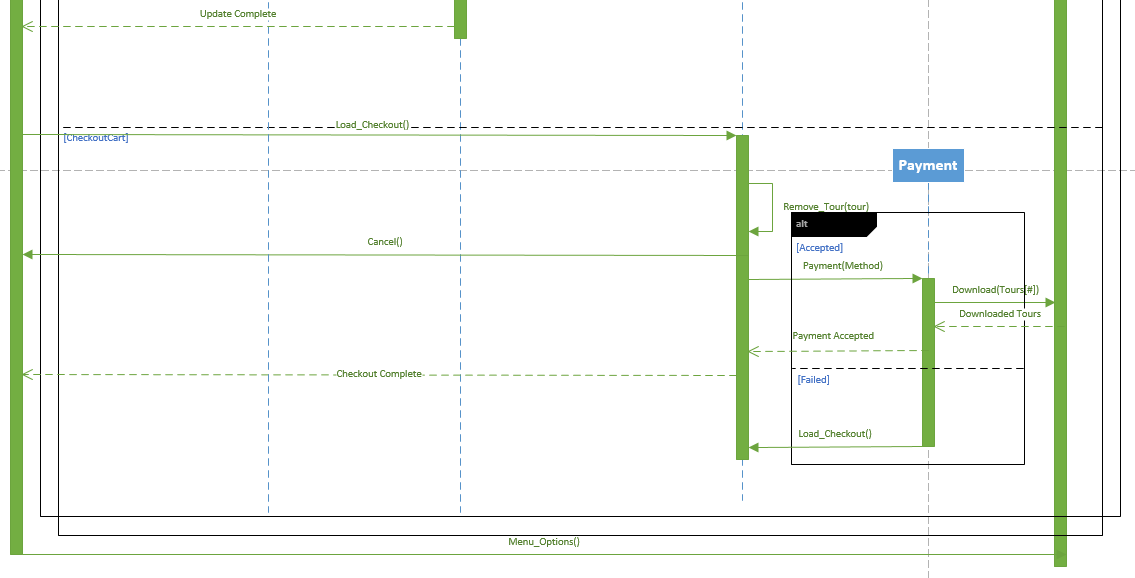 Update Complete
Load_Checkout()
[CheckoutCart]
Payment
Remove_Tour(tour)
alt
Cancel()
[Accepted]
Payment(Method)
Download(Tours[#])
Downloaded Tours
Payment Accepted
Checkout Complete
[Failed]
Load_Checkout()
Menu_Options()